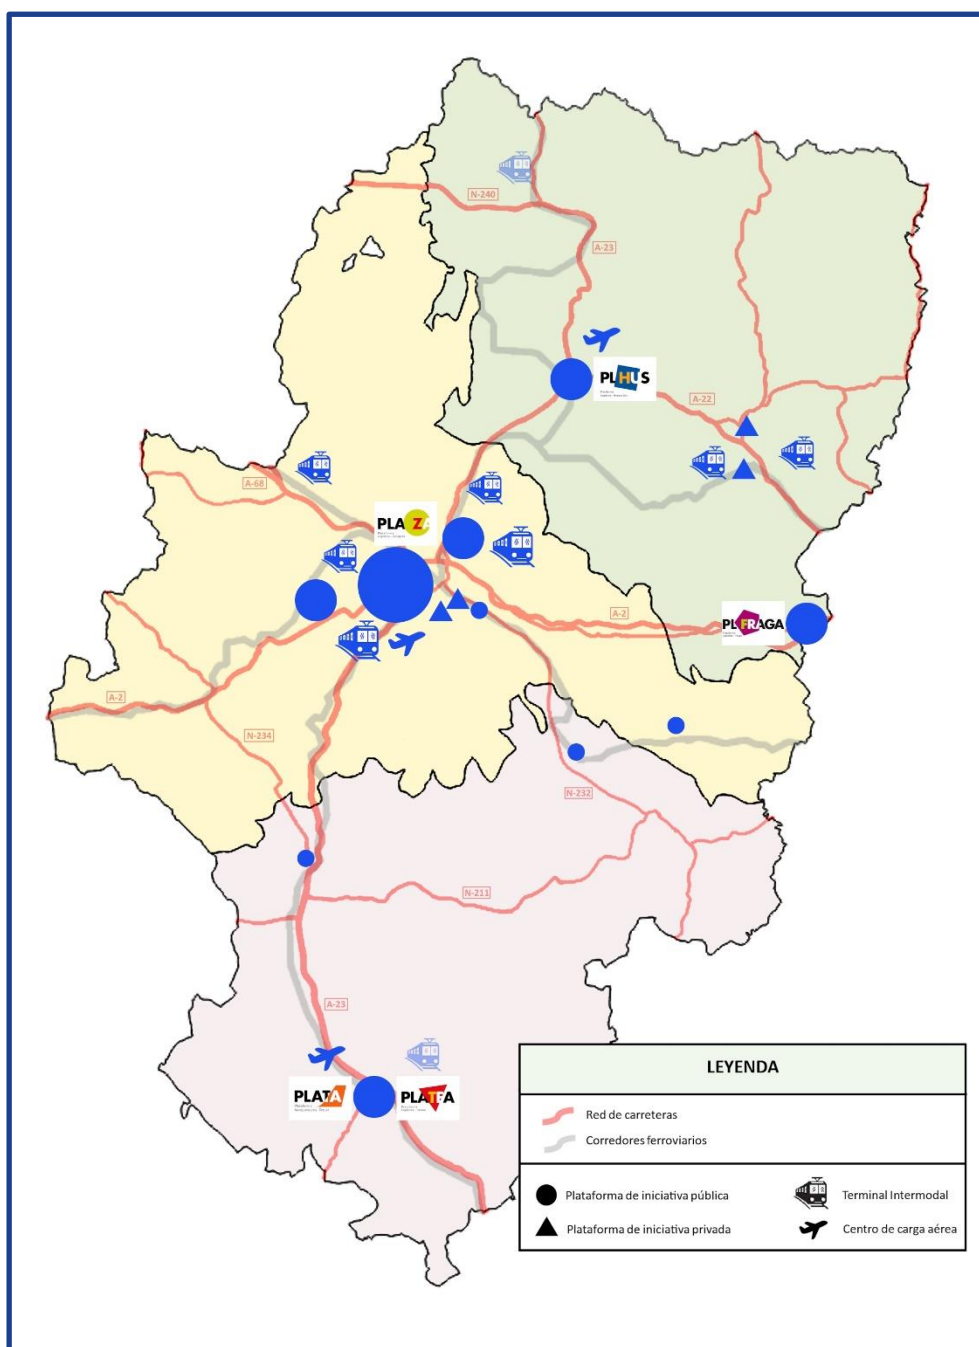 N-240
A-23
PLHUS
A-22
A-68
PLAZA
A-2
PLFRAGA
A-2
N-234
N-232
N-211
A-23
PLATA
PLATEA
LEYENDA
Red de carreteras
Corredores ferroviarios
Plataforma de iniciativa pública
Terminal Intermodal
Plataforma de iniciativa privada
Centro de carga aérea